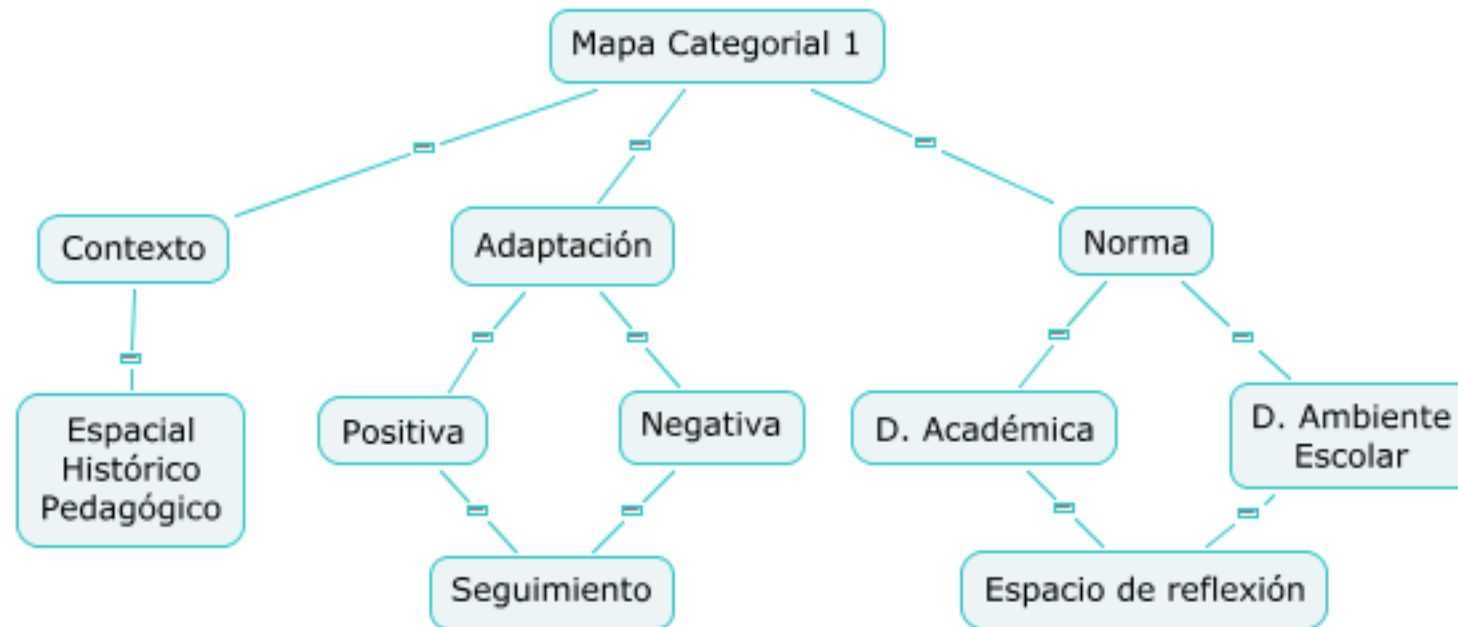 Mapa Categorial 1
Contexto
Adaptación
Norma
Espacial
Histórico
Pedagógico
Positiva
Negativa
D. Académica
D. Ambiente
Escolar
Seguimiento
Espacio de reflexión